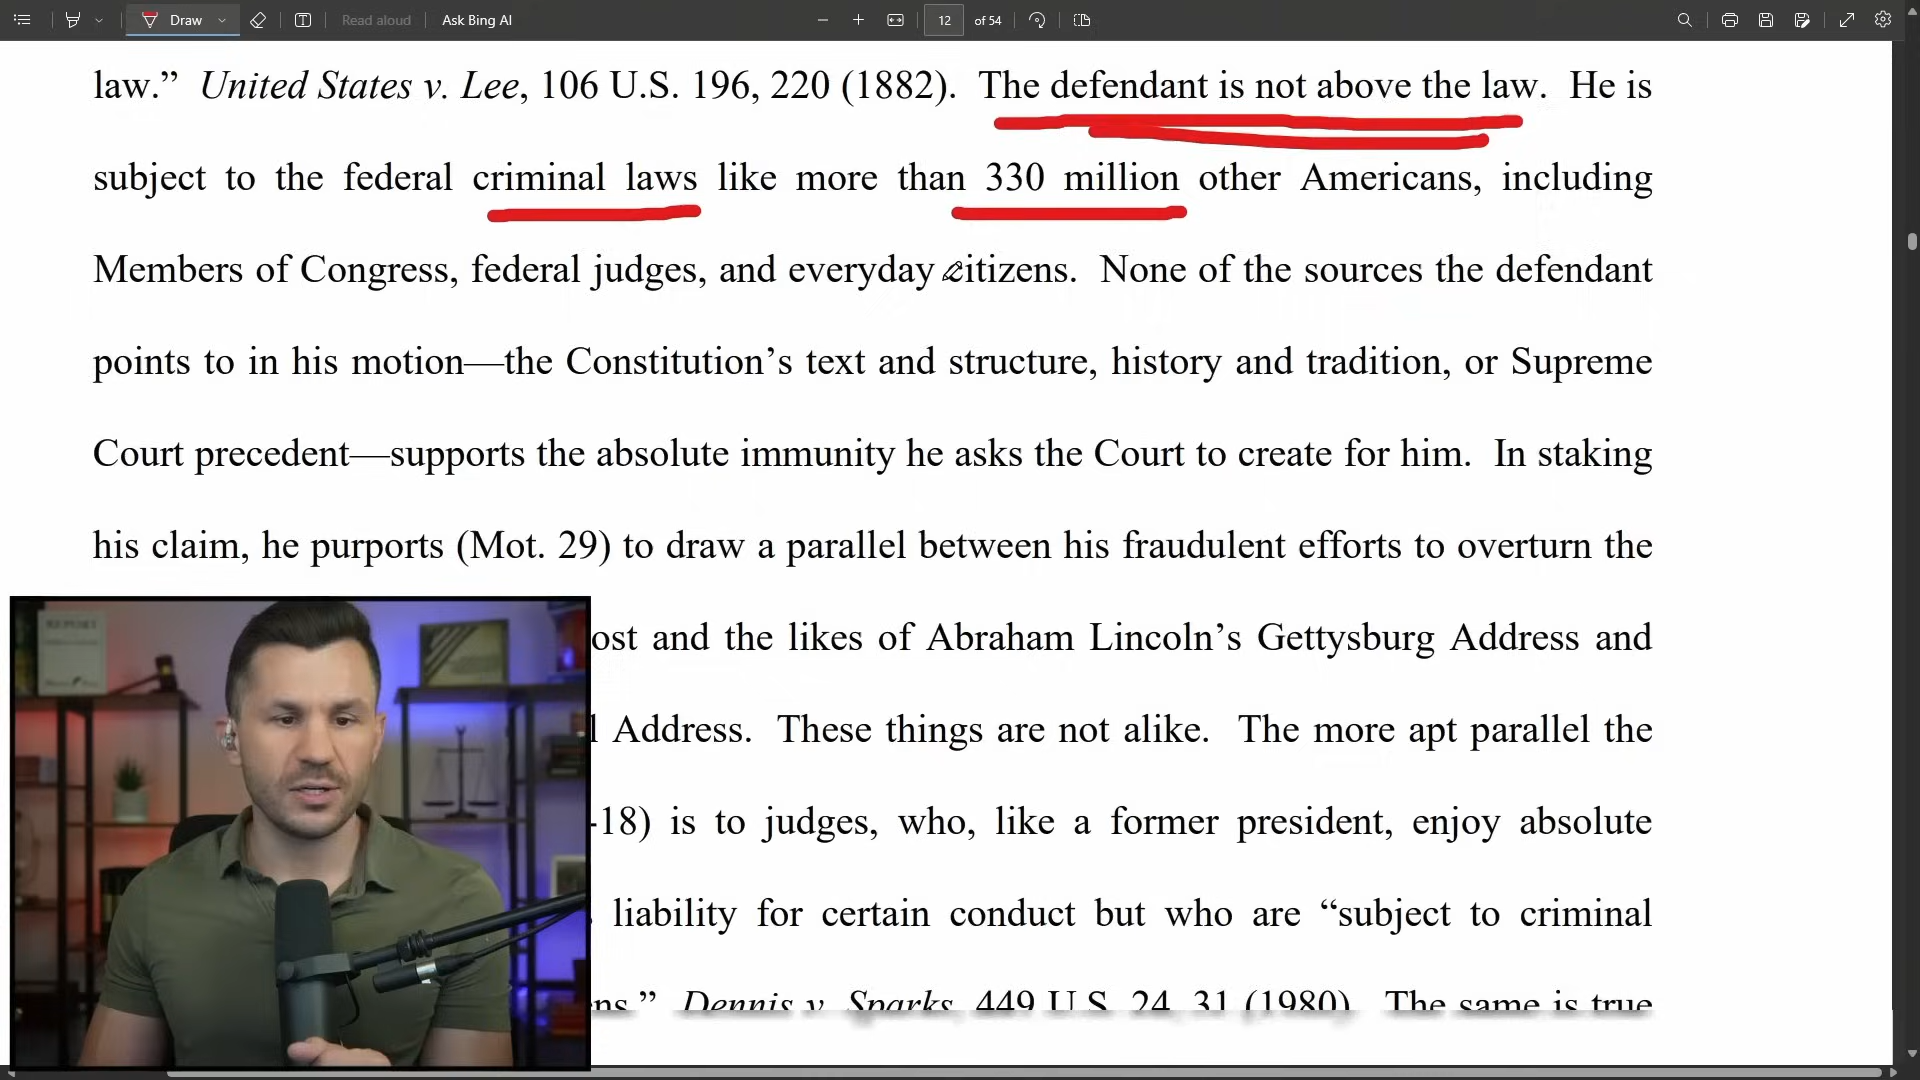 Draw
Read aloud
Ask Bing AI
12 of 54
law.” United States v. Lee, 106 U.S. 196, 220 (1882). The defendant is not above the law. He is
subject to the federal criminal laws like more than 330 million other Americans, including
Members of Congress, federal judges, and everyday citizens. None of the sources the defendant
points to in his motion—the Constitution’s text and structure, history and tradition, or Supreme
Court precedent—supports the absolute immunity he asks the Court to create for him. In staking
his claim, he purports (Mot. 29) to draw a parallel between his fraudulent efforts to overturn the
ost and the likes of Abraham Lincoln’s Gettysburg Address and
l Address. These things are not alike. The more apt parallel the
-18) is to judges, who, like a former president, enjoy absolute
liability for certain conduct but who are “subject to criminal
ens.” Dennis v. Sparks, 449 U.S. 24, 31 (1980). The same is true